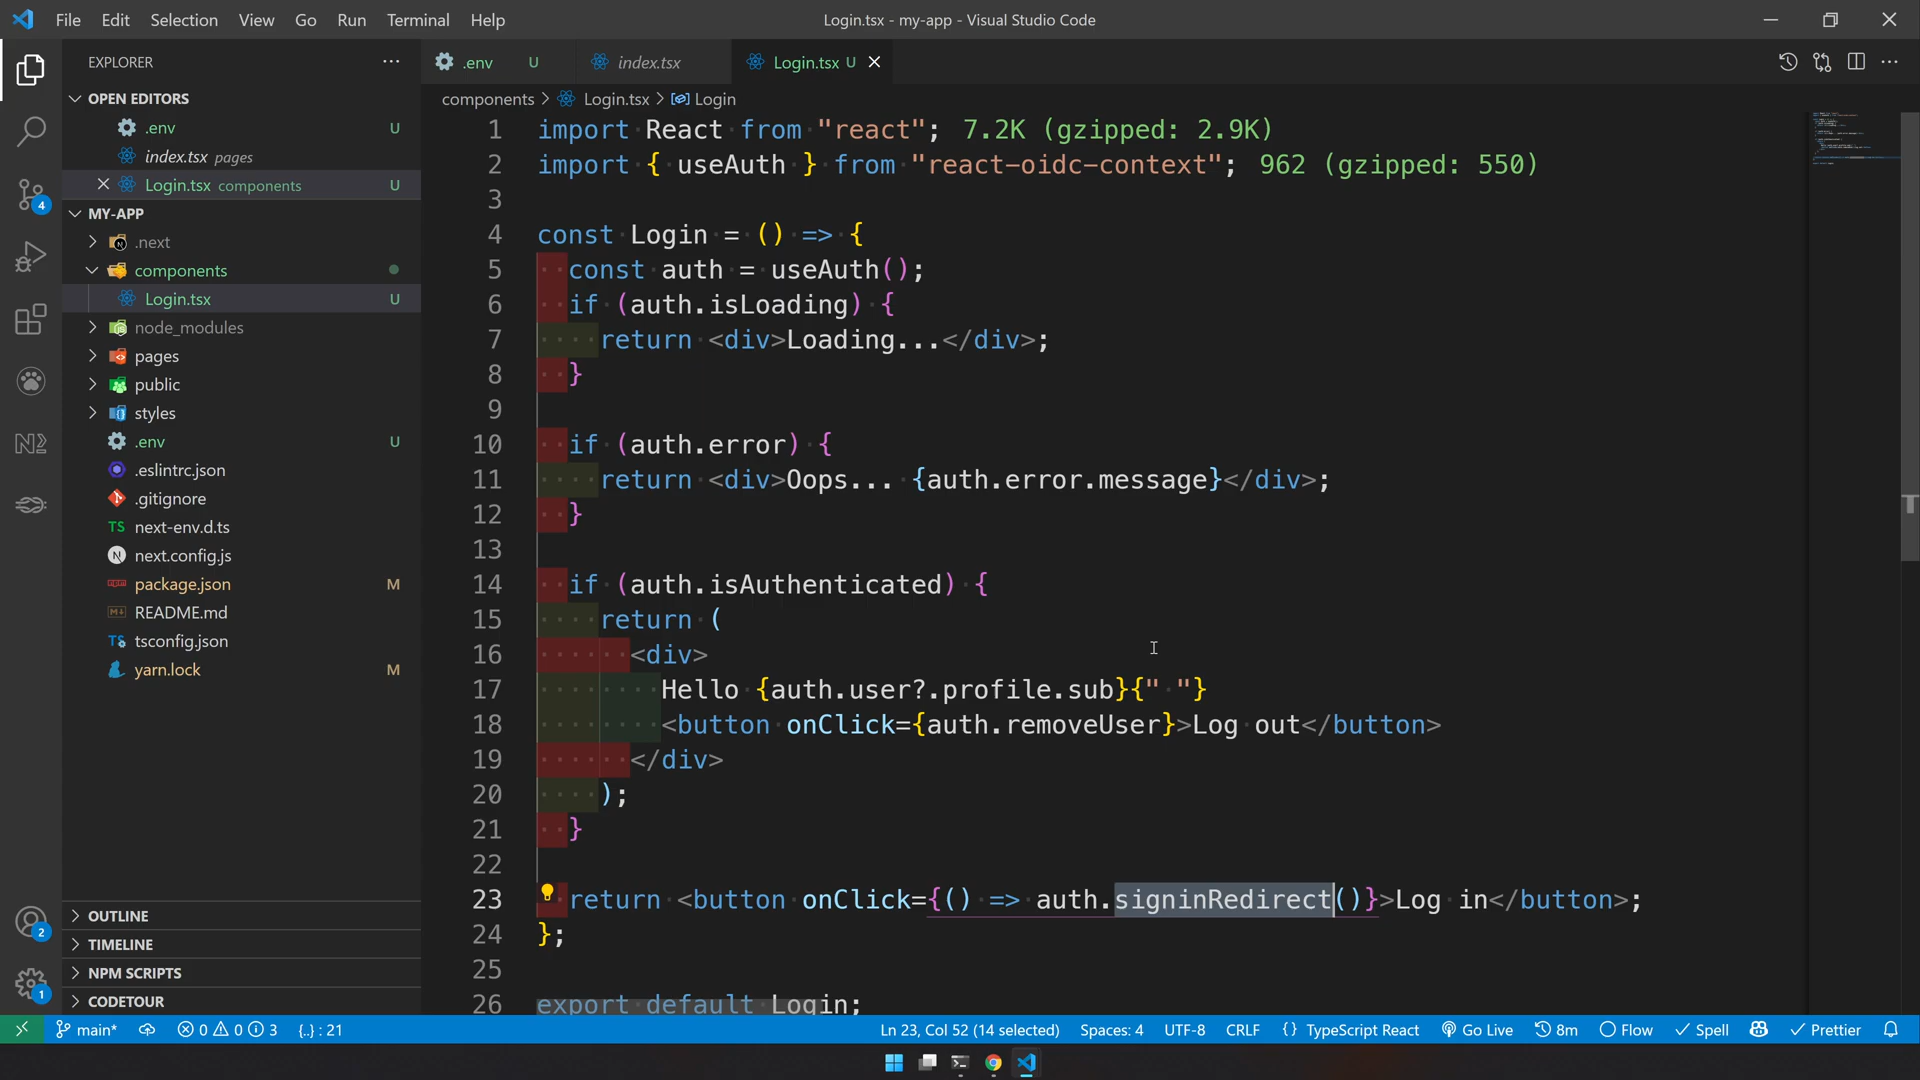 File Edit Selection View Go Run Terminal Help
Login.tsx - my-app - Visual Studio Code
EXPLORER
OPEN EDITORS
.env U
index.tsx pages
Login.tsx components U
MY-APP
.next
components
Login.tsx U
node_modules
pages
public
styles
.env U
.eslintrc.json
.gitignore
TS next-env.d.ts
next.config.js
package.json M
README.md
tsconfig.json
yarn.lock M
OUTLINE
TIMELINE
NPM SCRIPTS
CODETOUR
4
2
1
.env U
index.tsx
Login.tsx U
components > Login.tsx > Login
1 import React from "react"; 7.2K (gzipped: 2.9K)
2 import { useAuth } from "react-oidc-context"; 962 (gzipped: 550)
3
4 const Login = () => {
5 const auth = useAuth();
6 if (auth.isLoading) {
7 return <div>Loading...</div>;
8 }
9
10 if (auth.error) {
11 return <div>Oops... {auth.error.message}</div>;
12 }
13
14 if (auth.isAuthenticated) {
15 return (
16 <div>
17 Hello {auth.user?.profile.sub}{" "}
18 <button onClick={auth.removeUser}>Log out</button>
19 </div>
20 );
21 }
22
23 return <button onClick={() => auth.signinRedirect()}>Log in</button>;
24 };
25
26 export default Login;
main* 0 0 3 {..} : 21
Ln 23, Col 52 (14 selected) Spaces: 4 UTF-8 CRLF {} TypeScript React Go Live 8m Flow Spell Prettier